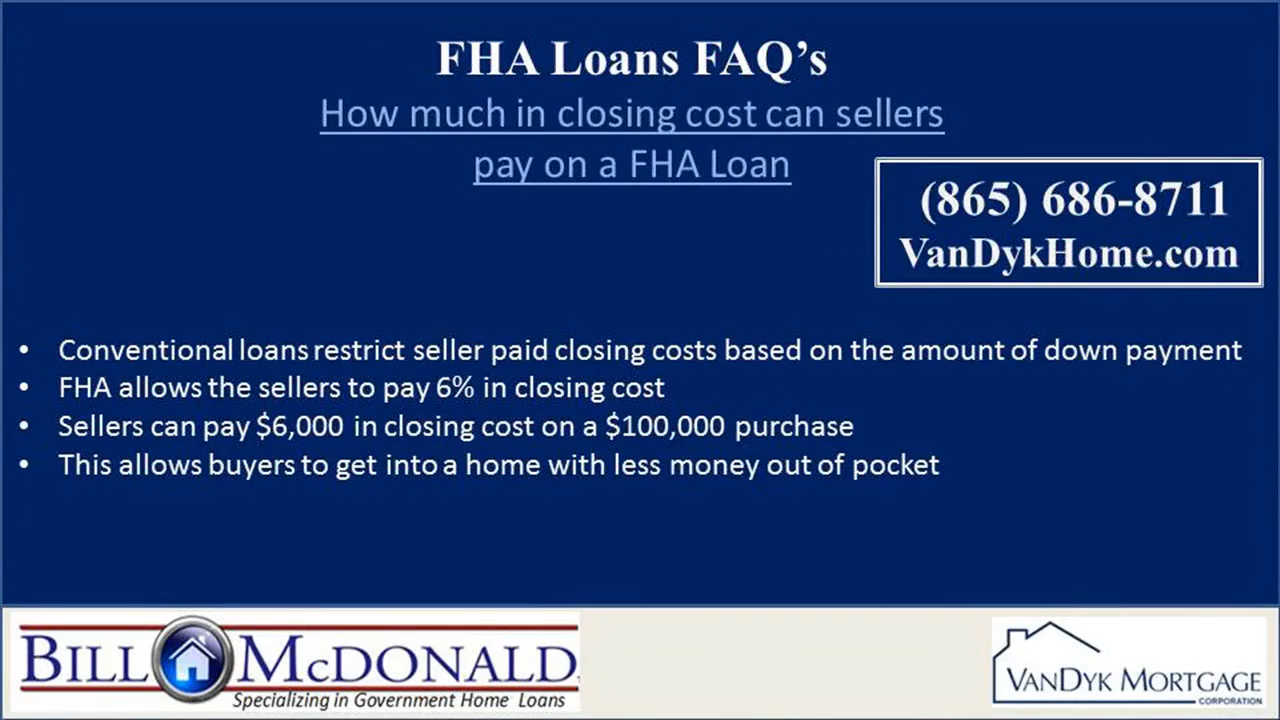 FHA Loans FAQ’s
How much in closing cost can sellers
pay on a FHA Loan
(865) 686-8711
VanDykHome.com
• Conventional loans restrict seller paid closing costs based on the amount of down payment
• FHA allows the sellers to pay 6% in closing cost
• Sellers can pay $6,000 in closing cost on a $100,000 purchase
• This allows buyers to get into a home with less money out of pocket
BILL MCDONALD
Specializing in Government Home Loans
VANDYK MORTGAGE
CORPORATION